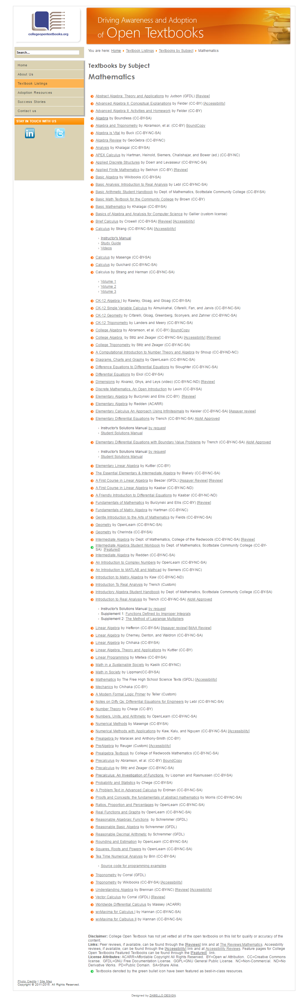 collegeopentextbooks.org
Driving Awareness and Adoption
of Open Textbooks
Search...
You are here: Home Textbook Listings Textbooks by Subject Mathematics
Home
About Us
Textbook Listings
Adoption Resources
Success Stories
Contact us
STAY IN TOUCH WITH US
Textbooks by Subject
Mathematics
Abstract Algebra: Theory and Applications by Judson (GFDL) [Review]
Advanced Algebra II: Conceptual Explanations by Felder (CC-BY) [Accessibility]
Advanced Algebra II: Activities and Homework by Felder (CC-BY)
Algebra by Boundless (CC-BY-SA)
Algebra and Trigonometry by Abramson, et al. (CC-BY) BoundCopy
Algebra is Vital by Buck (CC-BY-NC-SA)
Algebra Review by GeoGebra (CC-BY-NC)
Analysis by Khalagai (CC-BY-SA)
APEX Calculus by Hartman, Heinold, Siemers, Chalishajar, and Bower (ed.) (CC-BY-NC)
Applied Discrete Structures by Doerr and Levasseur (CC-BY-NC-SA)
Applied Finite Mathematics by Sekhon (CC-BY) [Review]
Basic Algebra by Wikibooks (CC-BY-SA)
Basic Analysis: Introduction to Real Analysis by Lebl (CC-BY-NC-SA)
Basic Arithmetic Student Handbook by Dept. of Mathematics, Scottsdale Community College (CC-BY-SA)
Basic Math Textbook for the Community College by Brown (CC-BY)
Basic Mathematics by Khalagai (CC-BY-SA)
Basics of Algebra and Analysis for Computer Science by Gallier (custom license)
Brief Calculus by Crowell (CC-BY-SA) [Review] [Accessibility]
Calculus by Strang (CC-BY-NC-SA) [Accessibility]
Instructor's Manual
Study Guide
Videos
Calculus by Masenge (CC-BY-SA)
Calculus by Guichard (CC-BY-NC-SA)
Calculus by Strang and Herman (CC-BY-NC-SA)
Volume 1
Volume 2
Volume 3
CK-12 Algebra I by Rawley, Gloag, and Gloag (CC-BY-SA)
CK-12 Single Variable Calculus by Almukkahal, Cifarelli, Fan, and Jarvis (CC-BY-NC-SA)
CK-12 Geometry by Cifarelli, Gloag, Greenberg, Sconyers, and Zahner (CC-BY-NC-SA)
CK-12 Trigonometry by Landers and Meery (CC-BY-NC-SA)
College Algebra by Abramson, et al. (CC-BY) BoundCopy
College Algebra by Stitz and Zeager (CC-BY-NC-SA) [Accessibility] [Review]
College Trigonometry by Stitz and Zeager (CC-BY-NC-SA)
A Computational Introduction to Number Theory and Algebra by Shoup (CC-BY-ND-NC)
Diagrams, Charts and Graphs by OpenLearn (CC-BY-NC-SA)
Difference Equations to Differential Equations by Sloughter (CC-BY-NC-SA)
Differential Equations by Ekol (CC-BY-SA)
Dimensions by Alvarez, Ghys, and Leys (video) (CC-BY-NC-ND) [Review]
Discrete Mathematics, An Open Introduction by Levin (CC-BY-SA)
Elementary Algebra by Burzynski and Ellis (CC-BY) [Review]
Elementary Algebra by Redden (ACARR)
Elementary Calculus An Approach Using Infinitesimals by Keisler (CC-BY-NC-SA) [Assayer review]
Elementary Differential Equations by Trench (CC-BY-NC-SA) AIoM Approved
Instructor's Solutions Manual by request
Student Solutions Manual
Elementary Differential Equations with Boundary Value Problems by Trench (CC-BY-NC-SA) AIoM Approved
Instructor's Solutions Manual by request
Student Solutions Manual
Elementary Linear Algebra by Kuttler (CC-BY)
The Essential Elementary & Intermediate Algebra by Blakely (CC-BY-NC-SA)
A First Course in Linear Algebra by Beezer (GFDL) [Assayer Review] [Review]
A First Course in Linear Algebra by Kaabar (CC-BY-NC-ND)
A Friendly Introduction to Differential Equations by Kaabar (CC-BY-NC-ND)
Fundamentals of Mathematics by Burzynski and Ellis (CC-BY) [Review]
Fundamentals of Matrix Algebra by Hartman (CC-BY-NC)
Gentle Introduction to the Arts of Mathematics by Fields (CC-BY-NC-SA)
Geometry by OpenLearn (CC-BY-NC-SA)
Geometry by Cherinda (CC-BY-SA)
Intermediate Algebra by Dept. of Mathematics, College of the Redwoods (CC-BY-NC-SA) [Review]
Intermediate Algebra Student Workbook by Dept. of Mathematics, Scottsdale Community College (CC-BY-
SA) [Featured]
Intermediate Algebra by Redden (CC-BY-NC-SA)
An Introduction to Complex Numbers by OpenLearn (CC-BY-NC-SA)
An Introduction to MATLAB and Mathcad by Siemers (CC-BY-NC)
Introduction to Matrix Algebra by Kaw (CC-BY-NC-ND)
Introduction To Real Analysis by Trench (Custom)
Introductory Algebra Student Handbook by Dept. of Mathematics, Scottsdale Community College (CC-BY-SA)
Introduction to Real Analysis by Trench (CC-BY-NC-SA) AIoM Approved
Instructor's Solutions Manual by request
Supplement 1: Functions Defined by Improper Integrals
Supplement 2: The Method of Lagrange Multipliers
Linear Algebra by Hefferon (CC-BY-SA) [Assayer review] [MAA Review]
Linear Algebra by Cherney, Denton, and Waldron (CC-BY-NC-SA)
Linear Algebra by Chihaka (CC-BY-SA)
Linear Algebra, Theory and Applications by Kuttler (CC-BY)
Linear Programming by Mtetwa (CC-BY-SA)
Math in a Sustainable Society by Kaslik (CC-BY-NC)
Math in Society by Lippman(CC-BY-SA)
Mathematics by The Free High School Science Texts (GFDL) [Accessibility]
Mechanics by Chihaka (CC-BY)
A Modern Formal Logic Primer by Teller (Custom)
Notes on Diffy Qs: Differential Equations for Engineers by Lebl (CC-BY-NC-SA)
Number Theory by Cheqe (CC-BY)
Numbers, Units, and Arithmetic by OpenLearn (CC-BY-NC-SA)
Numerical Methods by Masenge (CC-BY-SA)
Numerical Methods with Applications by Kaw, Kalu, and Nguyen (CC-BY-NC-SA) [Accessibility]
Prealgebra by Maracek and Anthony-Smith (CC-BY)
PreAlgebra by Reuger (Custom) [Accessibility]
Prealgebra Textbook by College of Redwoods Mathematics (CC-BY-NC-SA)
Precalculus by Abramson, et al. (CC-BY) BoundCopy
Precalculus by Stitz and Zeager (CC-BY-NC-SA)
Precalculus: An Investigation of Functions by Lippman and Rasmussen (CC-BY-SA)
Probability and Statistics by Chege (CC-BY-SA)
A Problem Text in Advanced Calculus by Erdman (CC-BY-NC-SA)
Proofs and Concepts: the fundamentals of abstract mathematics by Morris (CC-BY-NC-SA)
Ratios, Proportion and Percentages by OpenLearn (CC-BY-NC-SA)
Real Functions and Graphs by OpenLearn (CC-BY-NC-SA)
Reasonable Algebraic Functions by Schremmer (GFDL)
Reasonable Basic Algebra by Schremmer (GFDL)
Reasonable Decimal Arithmetic by Schremmer (GFDL)
Rounding and Estimation by OpenLearn (CC-BY-NC-SA)
Squares, Roots and Powers by OpenLearn (CC-BY-NC-SA)
Tea Time Numerical Analysis by Brin (CC-BY-SA)
Source code for programming examples
Trigonometry by Corral (GFDL)
Trigonometry by Wikibooks (CC-BY-SA) [Accessibility]
Understanding Algebra by Brennan (CC-BY-NC) [Review] [Accessibility]
Vector Calculus by Corral (GFDL) [Review]
Worldwide Differential Calculus by Massey (ACARR)
wxMaxima for Calculus I by Hannan (CC-BY-NC-SA)
wxMaxima for Calbulus II by Hannan (CC-BY-NC-SA)
Disclaimer: College Open Textbook has not yet vetted all of the open textbooks on this list for quality or accuracy of the
content.
Links: Peer reviews, if available, can be found through the [Reviews] link and at The Reviews:Mathematics. Accessbility
reviews, if available, can be found through the [Accessibility] link and at Accessibility Reviews. Feature pages for College
Open Textbooks Featured Textbooks can be found through the [Featured] link.
License Attributes: ACARR=Affordable Copyright All Rights Reserved. BY=Open w/ Attribution. CC=Creative Commons
license. GFDL=GNU Free Documentation License. GGPL=GNU General Public License. NC=Non-Commercial. ND=No
Derivative Works. PD=Public Domain. SA=Share Alike.
Textbooks denoted by the green bullet icon have been featured as best-in-class resources.
Photo Credits | Site Map
Copyright © 2011-2015. All Rights Reserved.
Designed by ZABELLO DESIGN.